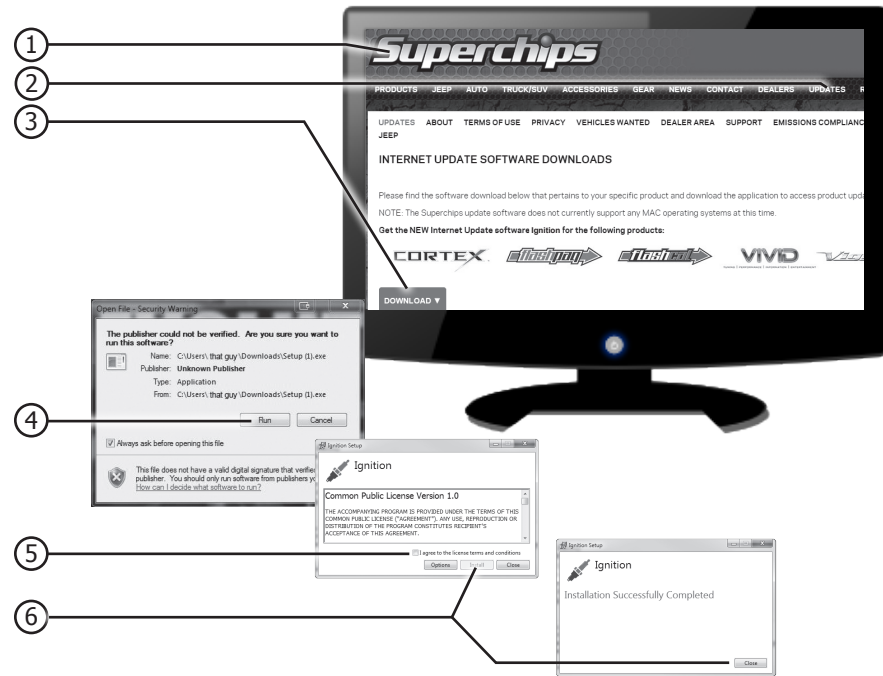 1
Superchips
2
PRODUCTS JEEP AUTO TRUCK/SUV ACCESSORIES GEAR NEWS CONTACT DEALERS UPDATES R
3
UPDATES ABOUT TERMS OF USE PRIVACY VEHICLES WANTED DEALER AREA SUPPORT EMISSIONS COMPLIANC
JEEP
INTERNET UPDATE SOFTWARE DOWNLOADS
Please find the software download below that pertains to your specific product and download the application to access product upda
NOTE: The Superchips update software does not currently support any MAC operating systems at this time.
Get the NEW Internet Update software Ignition for the following products:
CORTEX flashpaq flashcal VIVID
DOWNLOAD ▼
Open File - Security Warning
The publisher could not be verified. Are you sure you want to
run this software?
Name: C:\Users\ that guy \Downloads\Setup (1).exe
Publisher: Unknown Publisher
Type: Application
From: C:\Users\ that guy \Downloads\Setup (1).exe
4
Run Cancel
Always ask before opening this file
This file does not have a valid digital signature that verifie
publisher. You should only run software from publishers yo
How can I decide what software to run?
Ignition Setup
Ignition
Common Public License Version 1.0
THE ACCOMPANYING PROGRAM IS PROVIDED UNDER THE TERMS OF THIS
COMMON PUBLIC LICENSE ("AGREEMENT"). ANY USE, REPRODUCTION OR
DISTRIBUTION OF THE PROGRAM CONSTITUTES RECIPIENT'S
ACCEPTANCE OF THIS AGREEMENT.
5
I agree to the license terms and conditions
Options Install Close
6
Ignition Setup
Ignition
Installation Successfully Completed
Close